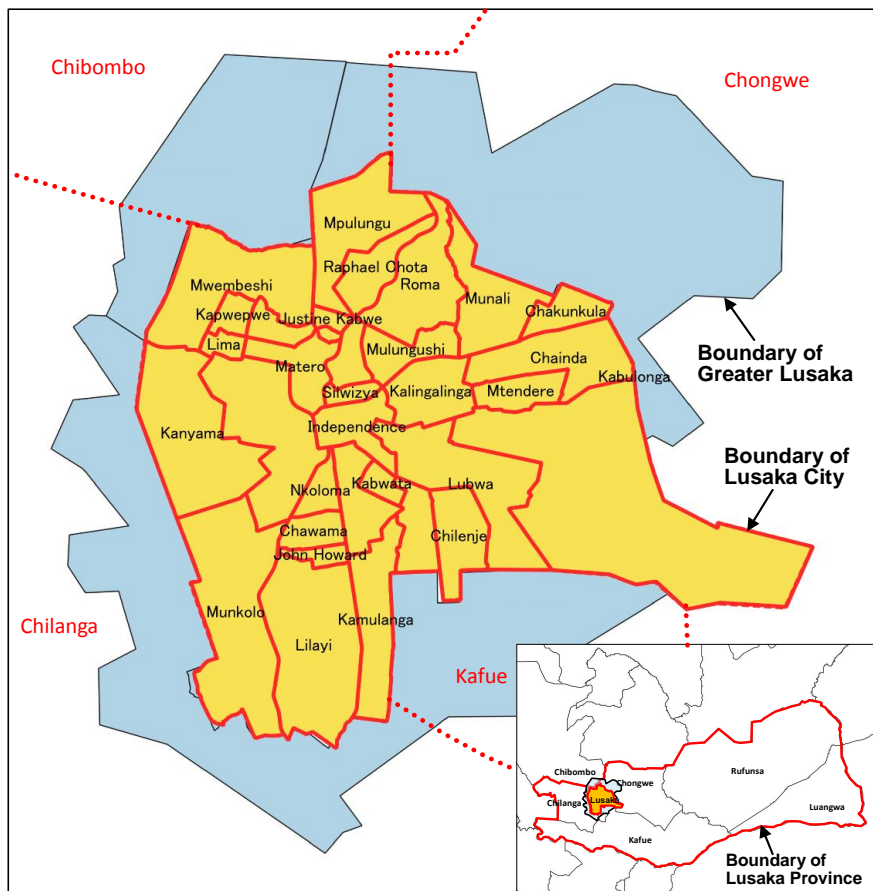 Chibombo
Chongwe
Mpulungu
Raphael Chota
Roma
Mwembeshi
Munali
Kapwepwe
Justine Kabwe
Chakunkula
Lima
Mulungushi
Chainda
Boundary of
Greater Lusaka
Matero
Kabulonga
Silwizya
Kalingalinga
Mtendere
Kanyama
Independence
Boundary of
Lusaka City
Nkoloma
Kabwata
Lubwa
Chawama
Chilenje
John Howard
Munkolo
Kamulanga
Chilanga
Lilayi
Kafue
Chibombo
Chongwe
Rufunsa
Chilanga
Lusaka
Luangwa
Kafue
Boundary of
Lusaka Province